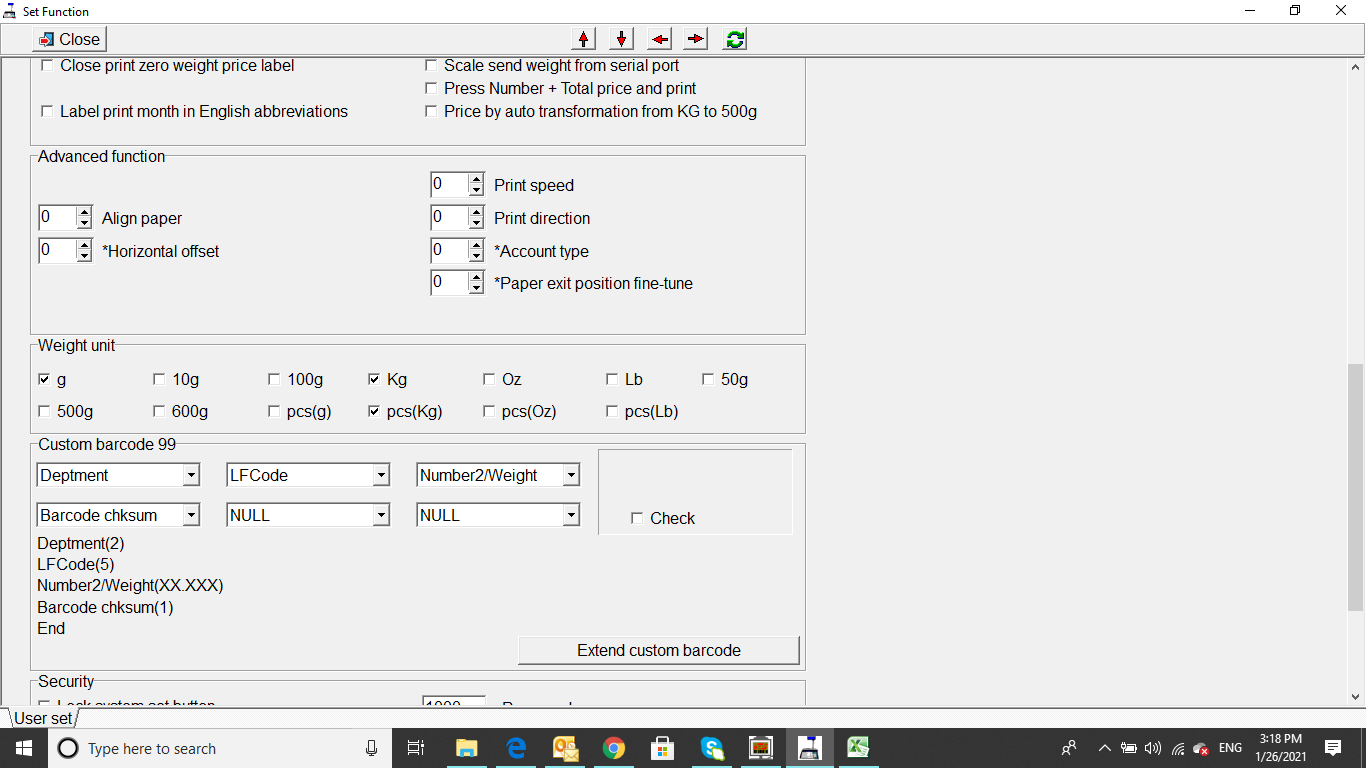 Set Function
Close
Close print zero weight price label
Scale send weight from serial port
Press Number + Total price and print
Label print month in English abbreviations
Price by auto transformation from KG to 500g
Advanced function
0 Print speed
0 Align paper
0 Print direction
0 *Horizontal offset
0 *Account type
0 *Paper exit position fine-tune
Weight unit
g 10g 100g Kg Oz Lb 50g
500g 600g pcs(g) pcs(Kg) pcs(Oz) pcs(Lb)
Custom barcode 99
Deptment LFCode Number2/Weight
Barcode chksum NULL NULL
Check
Deptment(2)
LFCode(5)
Number2/Weight(XX.XXX)
Barcode chksum(1)
End
Extend custom barcode
Security
Lock system set button
User set
Type here to search
ENG
3:18 PM
1/26/2021